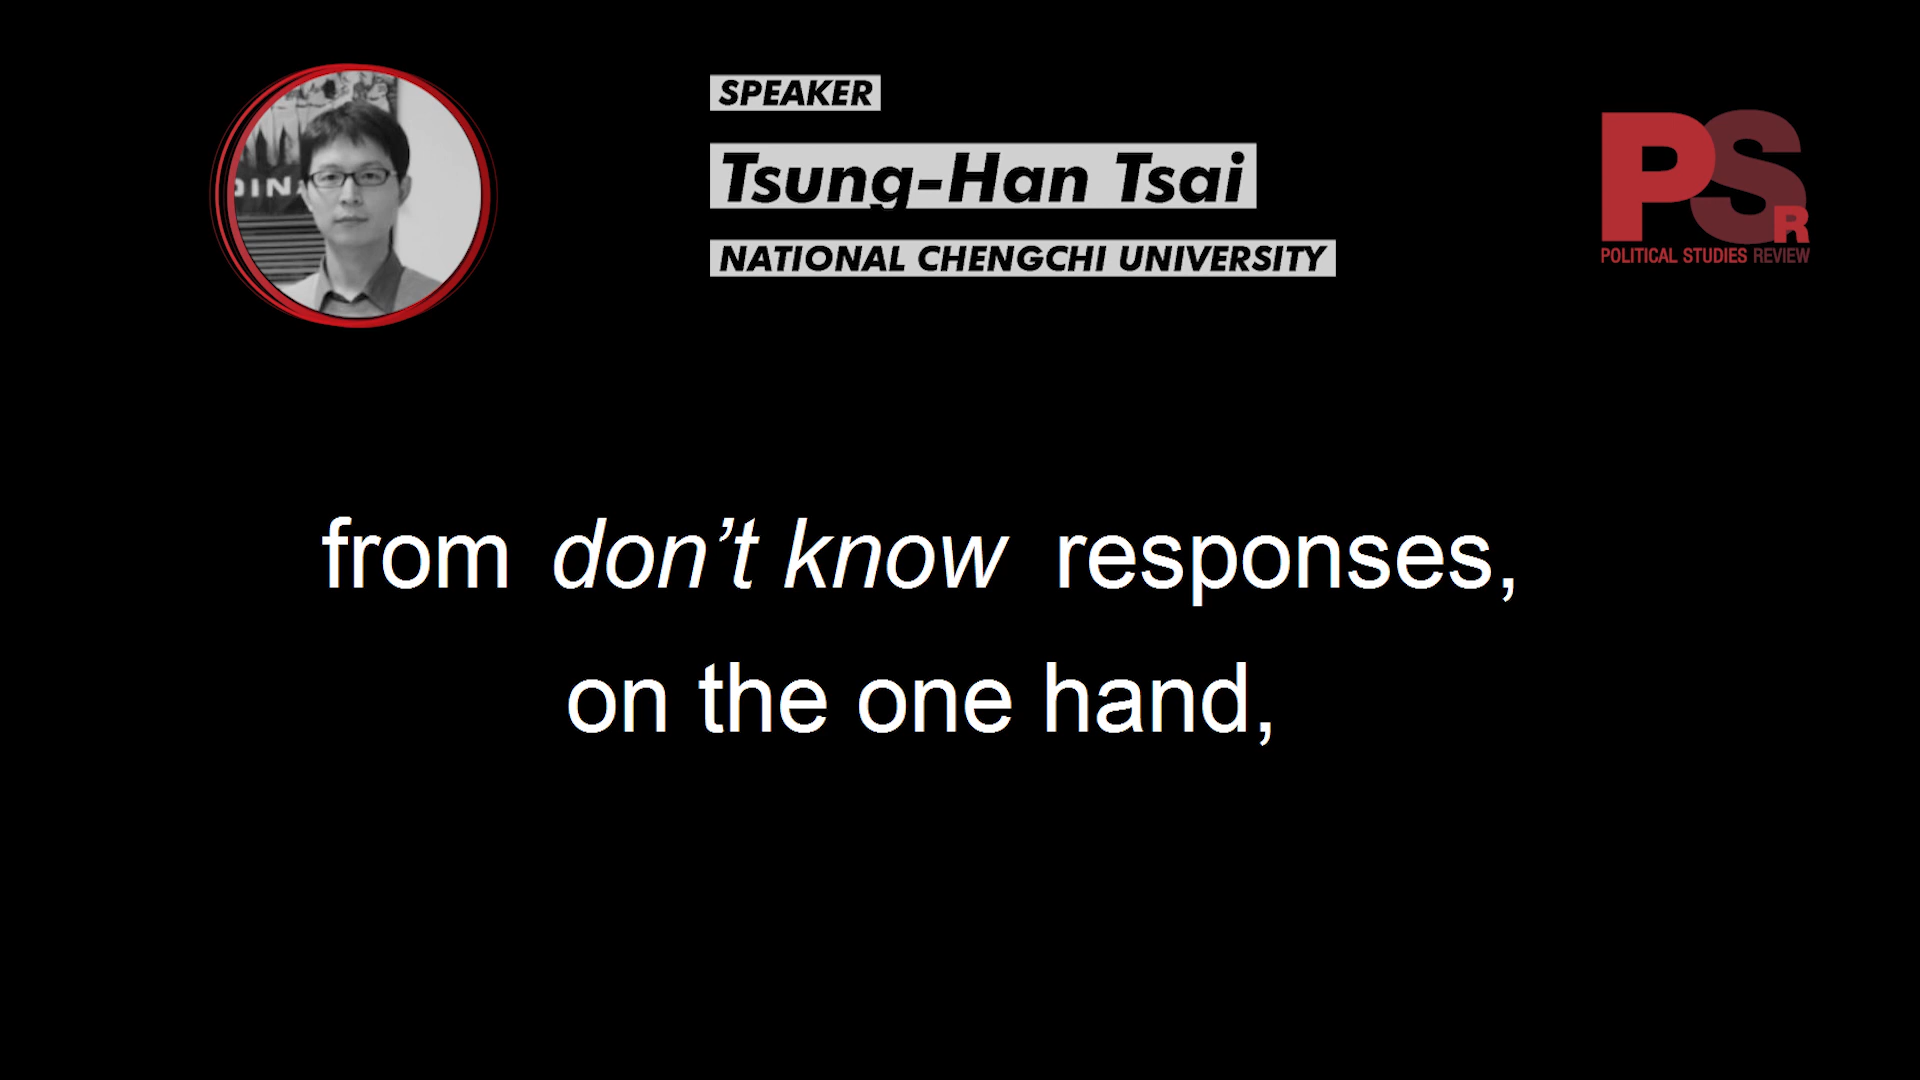 SPEAKER
Tsung-Han Tsai
NATIONAL CHENGCHI UNIVERSITY
PSR
POLITICAL STUDIES REVIEW
from don’t know responses,
on the one hand,